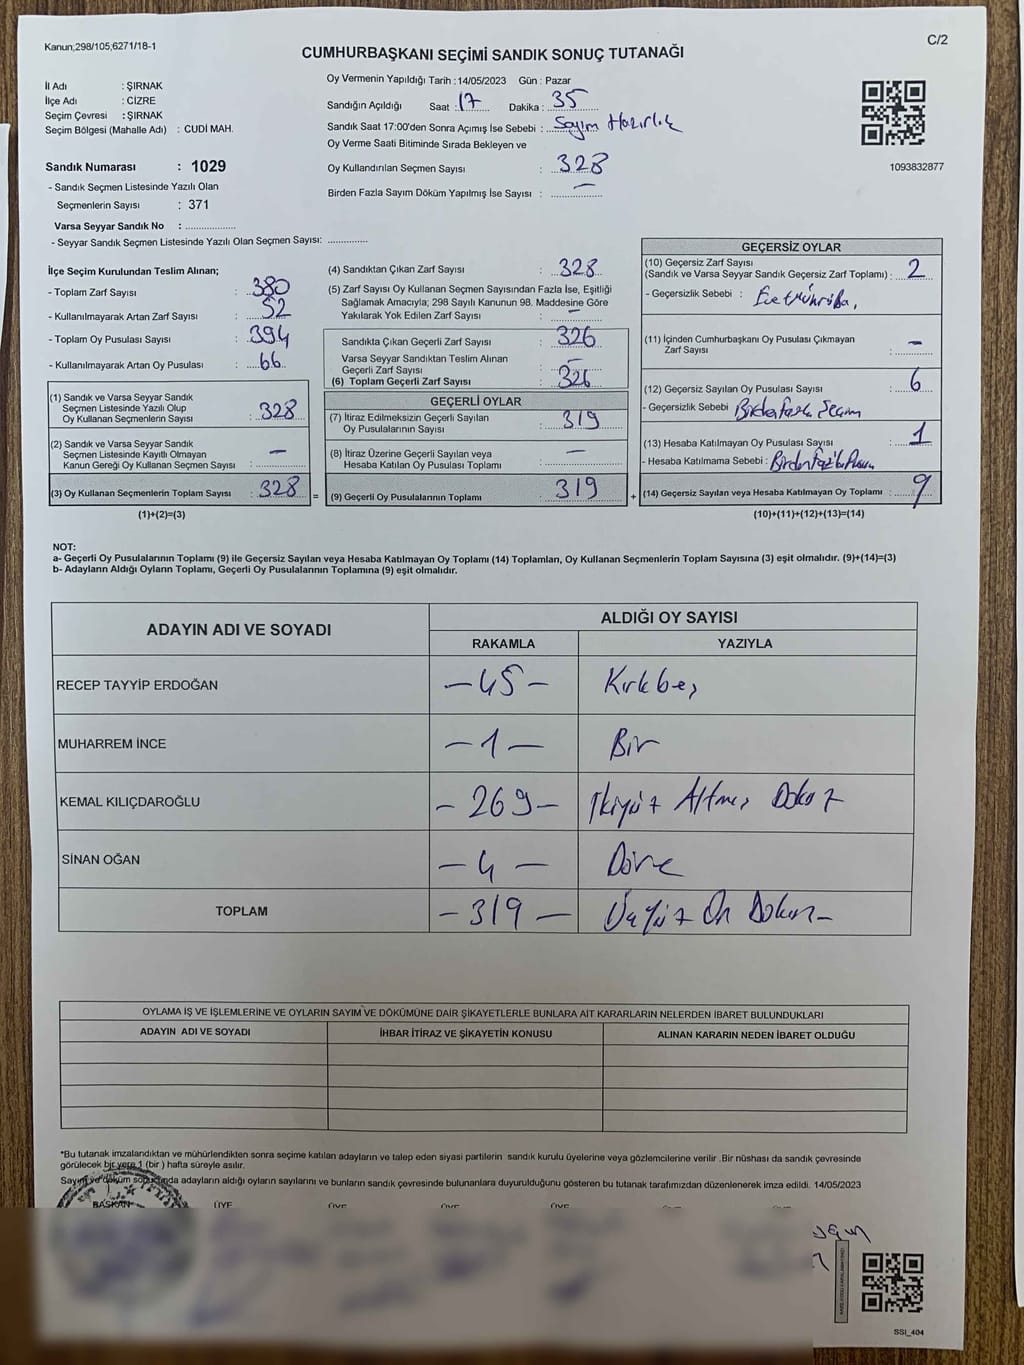 Kanun;298/105,6271/18-1
C/2
CUMHURBAŞKANI SEÇİMİ SANDIK SONUÇ TUTANAĞI
İl Adı : ŞIRNAK
İlçe Adı : CİZRE
Seçim Çevresi : ŞIRNAK
Seçim Bölgesi (Mahalle Adı) : CUDİ MAH.
Sandık Numarası : 1029
- Sandık Seçmen Listesinde Yazılı Olan
Seçmenlerin Sayısı : 371
Varsa Seyyar Sandık No : ....................
- Seyyar Sandık Seçmen Listesinde Yazılı Olan Seçmen Sayısı: ..............
Oy Vermenin Yapıldığı Tarih : 14/05/2023 Gün : Pazar
Sandığın Açıldığı Saat : 17 Dakika : 35
Sandık Saat 17:00'den Sonra Açımış İse Sebebi : Sayım Hazırlık
Oy Verme Saati Bitiminde Sırada Bekleyen ve
Oy Kullandırılan Seçmen Sayısı : 328
Birden Fazla Sayım Döküm Yapılmış İse Sayısı : —
1093832877
İlçe Seçim Kurulundan Teslim Alınan;
- Toplam Zarf Sayısı : 380
- Kullanılmayarak Artan Zarf Sayısı : 52
- Toplam Oy Pusulası Sayısı : 394
- Kullanılmayarak Artan Oy Pusulası : 66
(1) Sandık ve Varsa Seyyar Sandık
Seçmen Listesinde Yazılı Olup
Oy Kullanan Seçmenlerin Sayısı : 328
(2) Sandık ve Varsa Seyyar Sandık
Seçmen Listesinde Kayıtlı Olmayan
Kanun Gereği Oy Kullanan Seçmen Sayısı : —
(3) Oy Kullanan Seçmenlerin Toplam Sayısı : 328 =
(1)+(2)=(3)
(4) Sandıktan Çıkan Zarf Sayısı : 328
(5) Zarf Sayısı Oy Kullanan Seçmen Sayısından Fazla İse, Eşitliği
Sağlamak Amacıyla; 298 Sayılı Kanunun 98. Maddesine Göre
Yakılarak Yok Edilen Zarf Sayısı : —
Sandıkta Çıkan Geçerli Zarf Sayısı : 326
Varsa Seyyar Sandıktan Teslim Alınan
Geçerli Zarf Sayısı : —
(6) Toplam Geçerli Zarf Sayısı : 326
GEÇERLİ OYLAR
(7) İtiraz Edilmeksizin Geçerli Sayılan
Oy Pusulalarının Sayısı : 319
(8) İtiraz Üzerine Geçerli Sayılan veya
Hesaba Katılan Oy Pusulası Toplamı : —
(9) Geçerli Oy Pusulalarının Toplamı : 319 +
GEÇERSİZ OYLAR
(10) Geçersiz Zarf Sayısı
(Sandık ve Varsa Seyyar Sandık Geçersiz Zarf Toplamı) : 2
- Geçersizlik Sebebi :
(11) İçinden Cumhurbaşkanı Oy Pusulası Çıkmayan
Zarf Sayısı : —
(12) Geçersiz Sayılan Oy Pusulası Sayısı : 6
- Geçersizlik Sebebi : Birden Fazla Seçim
(13) Hesaba Katılmayan Oy Pusulası Sayısı : 1
- Hesaba Katılmama Sebebi : Birden Fazla
(14) Geçersiz Sayılan veya Hesaba Katılmayan Oy Toplamı : 9
(10)+(11)+(12)+(13)=(14)
NOT:
a- Geçerli Oy Pusulalarının Toplamı (9) ile Geçersiz Sayılan veya Hesaba Katılmayan Oy Toplamı (14) Toplamları, Oy Kullanan Seçmenlerin Toplam Sayısına (3) eşit olmalıdır. (9)+(14)=(3)
b- Adayların Aldığı Oyların Toplamı, Geçerli Oy Pusulalarının Toplamına (9) eşit olmalıdır.
ADAYIN ADI VE SOYADI ALDIĞI OY SAYISI
RAKAMLA YAZIYLA
RECEP TAYYİP ERDOĞAN — 45 — Kırkbeş
MUHARREM İNCE — 1 — Bir
KEMAL KILIÇDAROĞLU — 269 — İkiyüz Altmış Dokuz
SİNAN OĞAN — 4 — Dört
TOPLAM — 319 — Üçyüz On Dokuz
OYLAMA İŞ VE İŞLEMLERİNE VE OYLARIN SAYIM VE DÖKÜMÜNE DAİR ŞİKAYETLERLE BUNLARA AİT KARARLARIN NELERDEN İBARET BULUNDUKLARI
ADAYIN ADI VE SOYADI İHBAR İTİRAZ VE ŞİKAYETİN KONUSU ALINAN KARARIN NEDEN İBARET OLDUĞU
*Bu tutanak imzalandıktan ve mühürlendikten sonra seçime katılan adayların ve talep eden siyasi partilerin sandık kurulu üyelerine veya gözlemcilerine verilir .Bir nüshası da sandık çevresinde
görülecek bir yere 1 (bir ) hafta süreyle asılır.
Sayım ve döküm sonucunda adayların aldığı oyların sayılarını ve bunların sandık çevresinde bulunanlara duyurulduğunu gösteren bu tutanak tarafımızdan düzenlenerek imza edildi. 14/05/2023
BAŞKAN ÜYE ÜYE ÜYE ÜYE
SSI_404